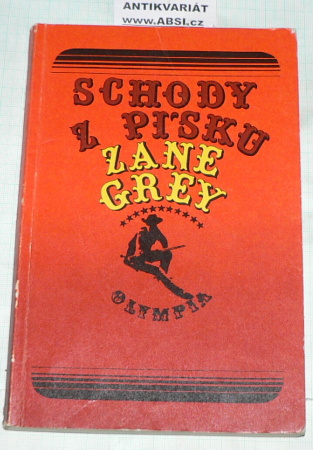 ANTIKVARIÁT
www.ABSI.cz
SCHODY
Z PÍSKU
ZANE
GREY
OLYMPIA